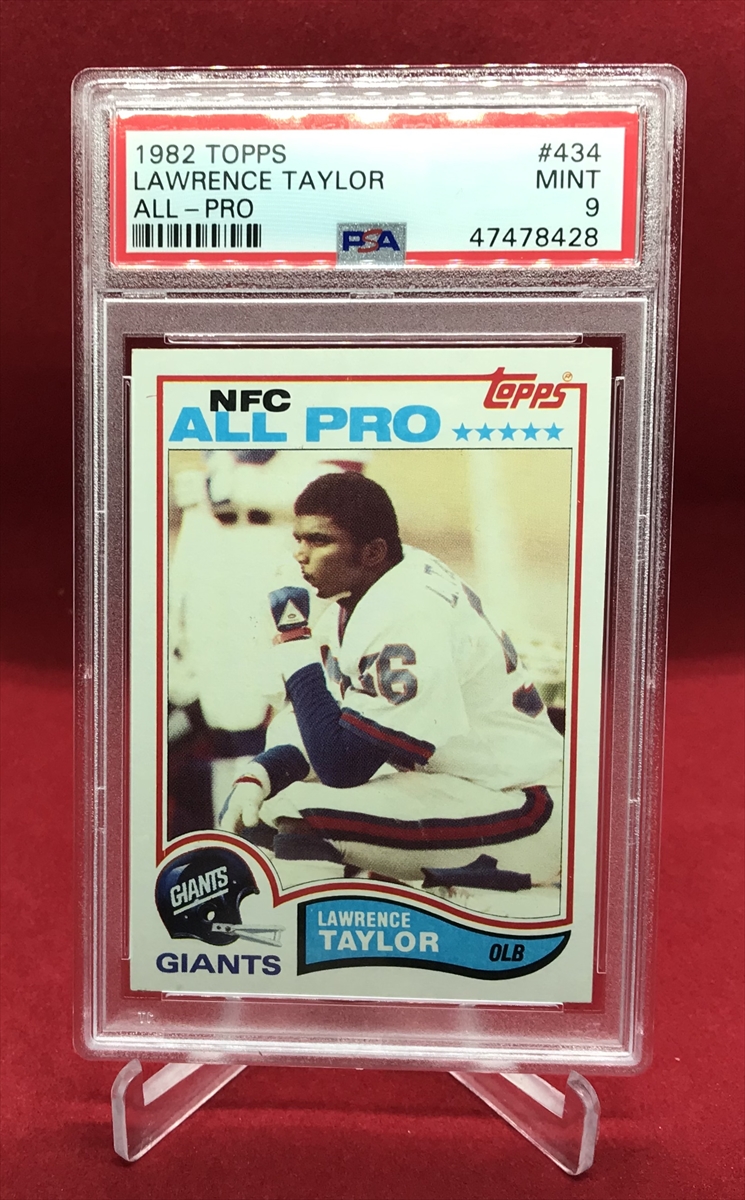 1982 TOPPS #434
LAWRENCE TAYLOR MINT
ALL-PRO 9
PSA 47478428
topps
NFC
ALL PRO
56
GIANTS
LAWRENCE
TAYLOR
OLB
GIANTS